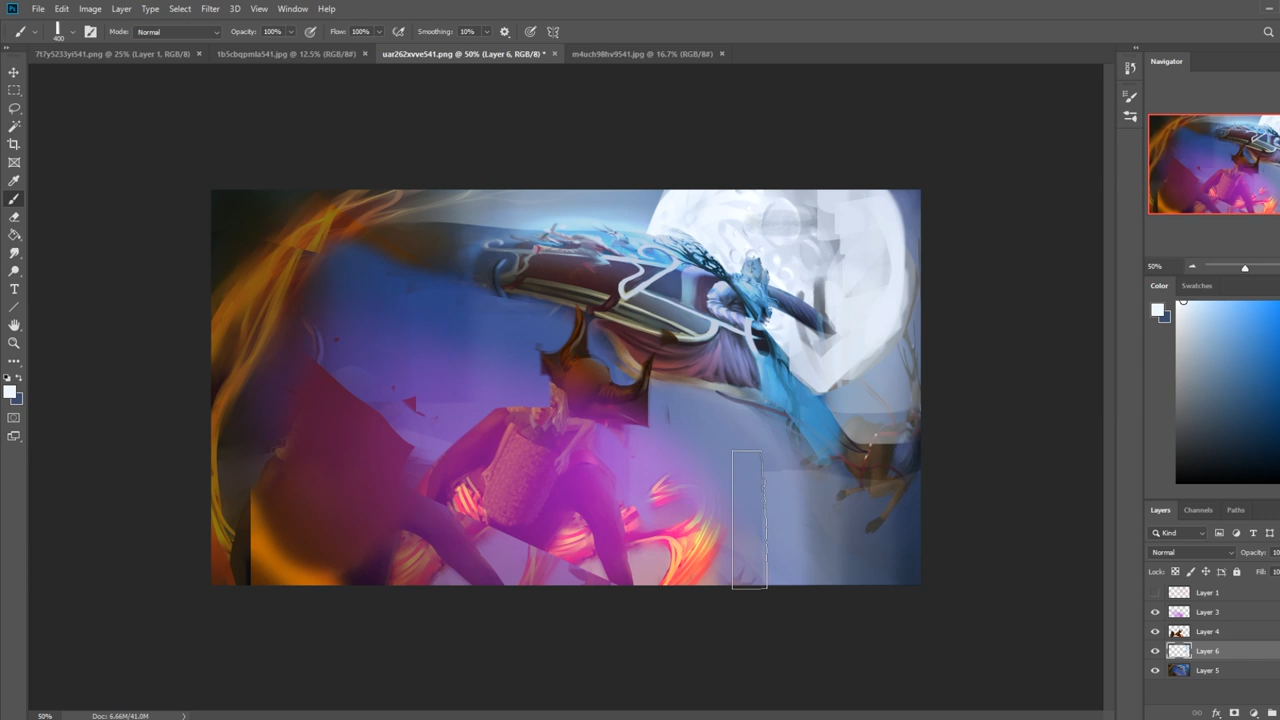 File Edit Image Layer Type Select Filter 3D View Window Help
400 Mode: Normal Opacity: 100% Flow: 100% Smoothing: 10%
7t7y5233yi541.png @ 25% (Layer 1, RGB/8) × 1b5cbqpmla541.jpg @ 12.5% (RGB/8#) × uar262xvve541.png @ 50% (Layer 6, RGB/8) * × m4uch98hv9541.jpg @ 16.7% (RGB/8#) ×
Navigator
50%
Color Swatches
Layers Channels Paths
Kind
Normal Opacity: 10
Lock: Fill: 10
Layer 1
Layer 3
Layer 4
Layer 6
Layer 5
50% Doc: 6.66M/41.0M